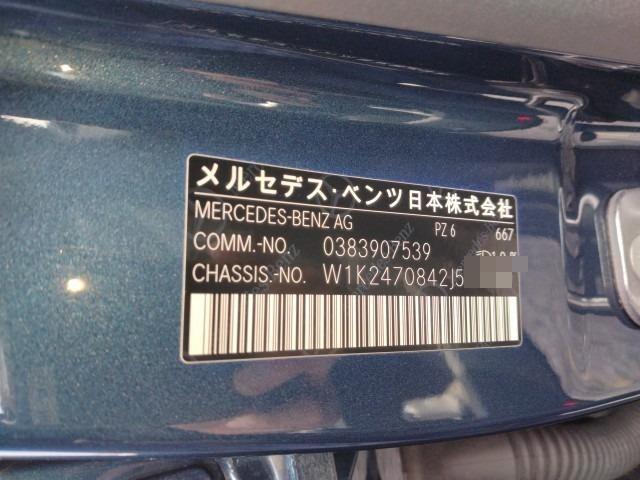 メルセデス・ベンツ日本株式会社
MERCEDES-BENZ AG PZ 6 667
COMM.-NO. 0383907539
CHASSIS.-NO. W1K2470842J5